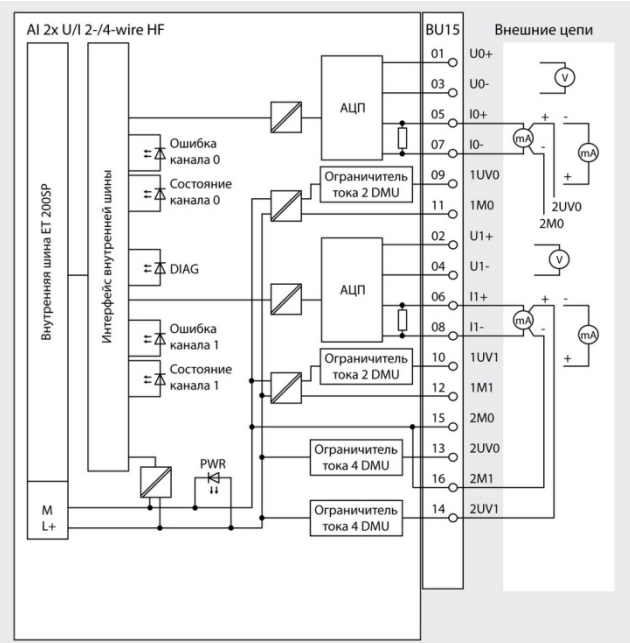 AI 2x U/I 2-/4-wire HF
BU15
Внешние цепи
Внутренняя шина ET 200SP
Интерфейс внутренней шины
Ошибка
канала 0
Состояние
канала 0
DIAG
Ошибка
канала 1
Состояние
канала 1
PWR
M
L+
АЦП
Ограничитель
тока 2 DMU
АЦП
Ограничитель
тока 2 DMU
Ограничитель
тока 4 DMU
Ограничитель
тока 4 DMU
01 U0+
03 U0-
05 I0+
07 I0-
09 1UV0
11 1M0
02 U1+
04 U1-
06 I1+
08 I1-
10 1UV1
12 1M1
15 2M0
13 2UV0
16 2M1
14 2UV1
V
+ -
mA
mA
- +
2UV0
2M0
V
+ -
mA
mA
- +